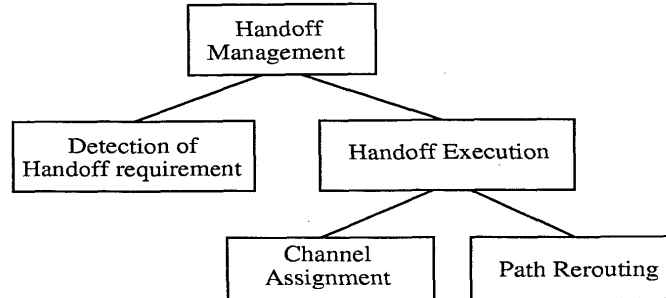 Handoff
Management
Detection of
Handoff requirement
Handoff Execution
Channel
Assignment
Path Rerouting